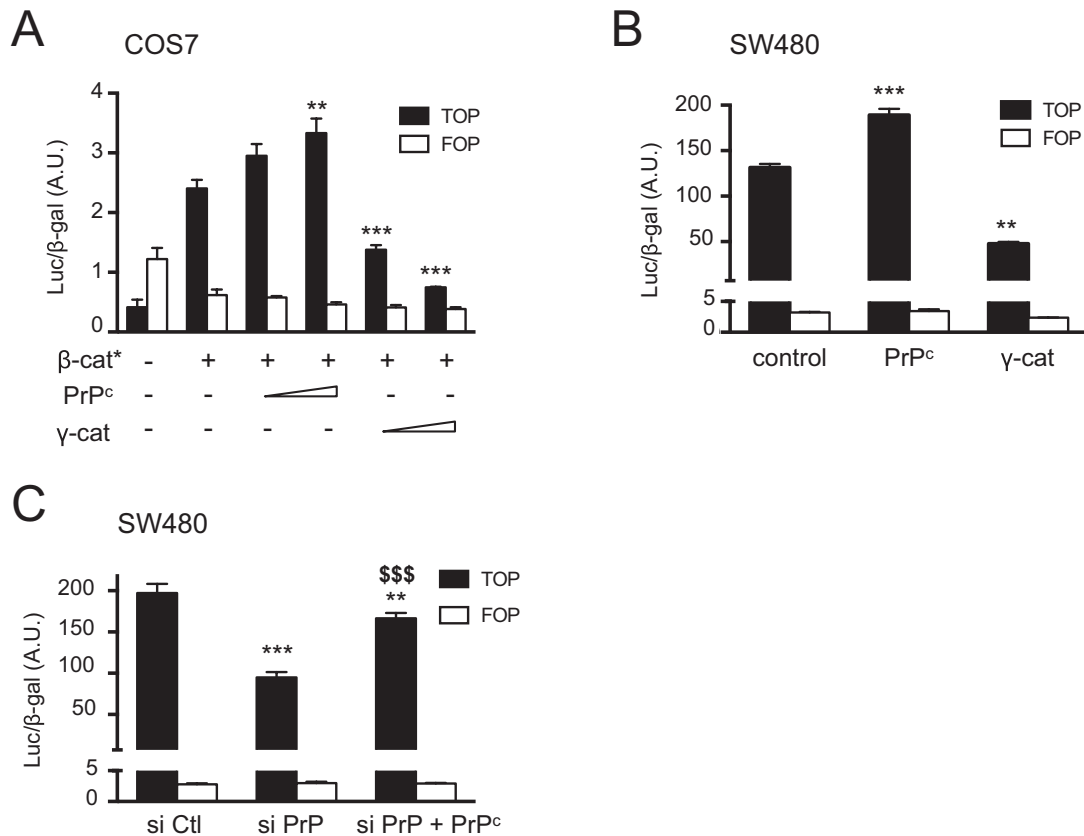 A
COS7
Luc/β-gal (A.U.)
4
3
2
1
0
**
***
***
TOP
FOP
β-cat* - + + + + +
PrPᶜ - - - -
γ-cat - - - -
B
SW480
Luc/β-gal (A.U.)
200
150
100
50
5
0
***
**
TOP
FOP
control PrPᶜ γ-cat
C
SW480
Luc/β-gal (A.U.)
200
150
100
50
5
0
***
$$$
**
TOP
FOP
si Ctl si PrP si PrP + PrPᶜ